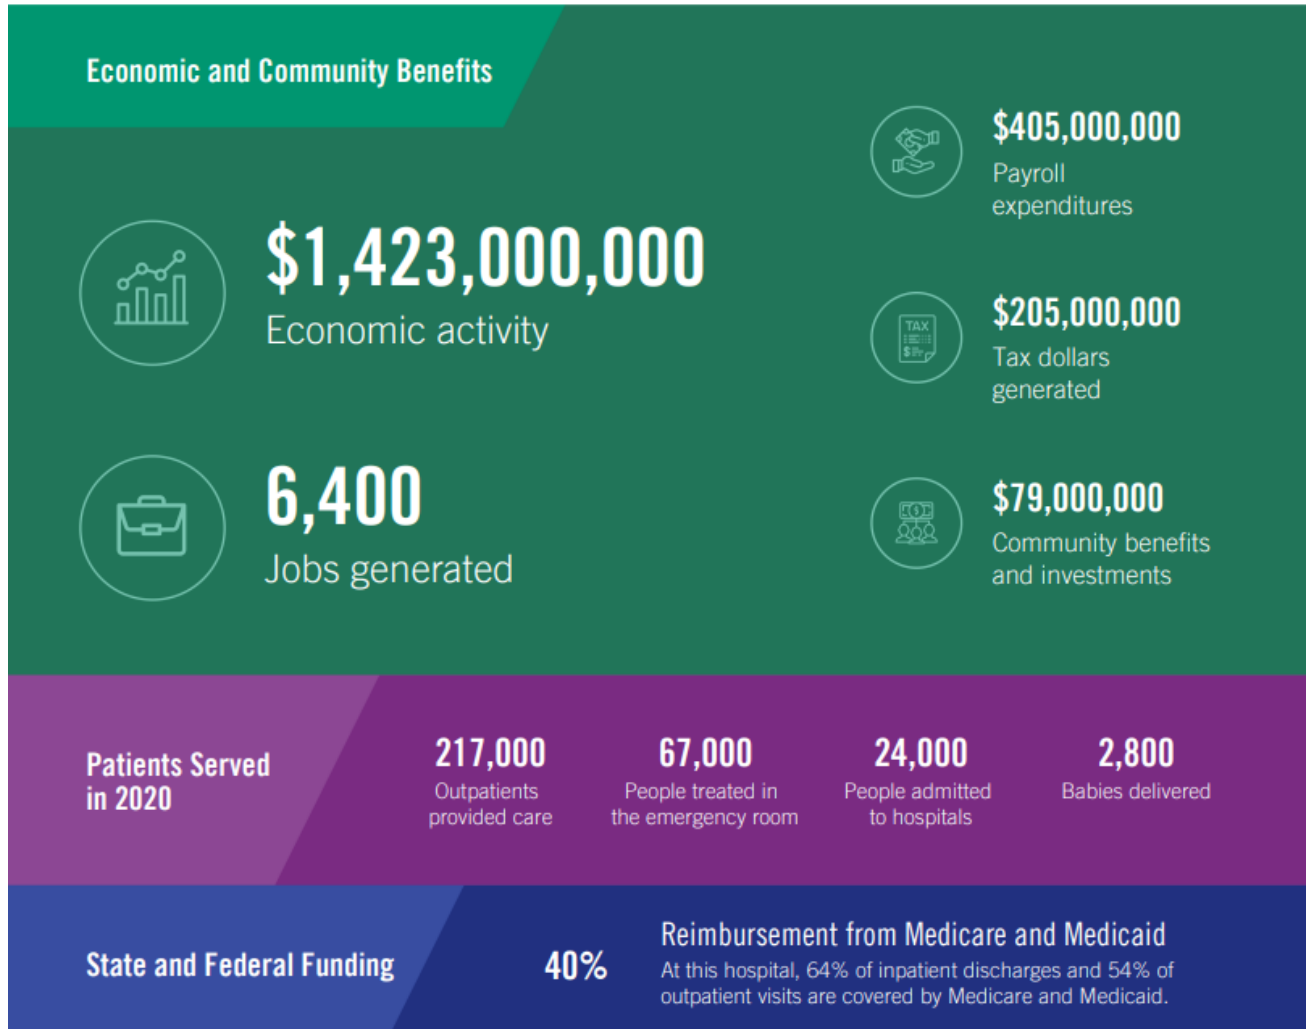 Economic and Community Benefits
$1,423,000,000
Economic activity
6,400
Jobs generated
$405,000,000
Payroll
expenditures
TAX
$
$205,000,000
Tax dollars
generated
$
$79,000,000
Community benefits
and investments
Patients Served
in 2020
217,000
Outpatients
provided care
67,000
People treated in
the emergency room
24,000
People admitted
to hospitals
2,800
Babies delivered
State and Federal Funding
40%
Reimbursement from Medicare and Medicaid
At this hospital, 64% of inpatient discharges and 54% of
outpatient visits are covered by Medicare and Medicaid.